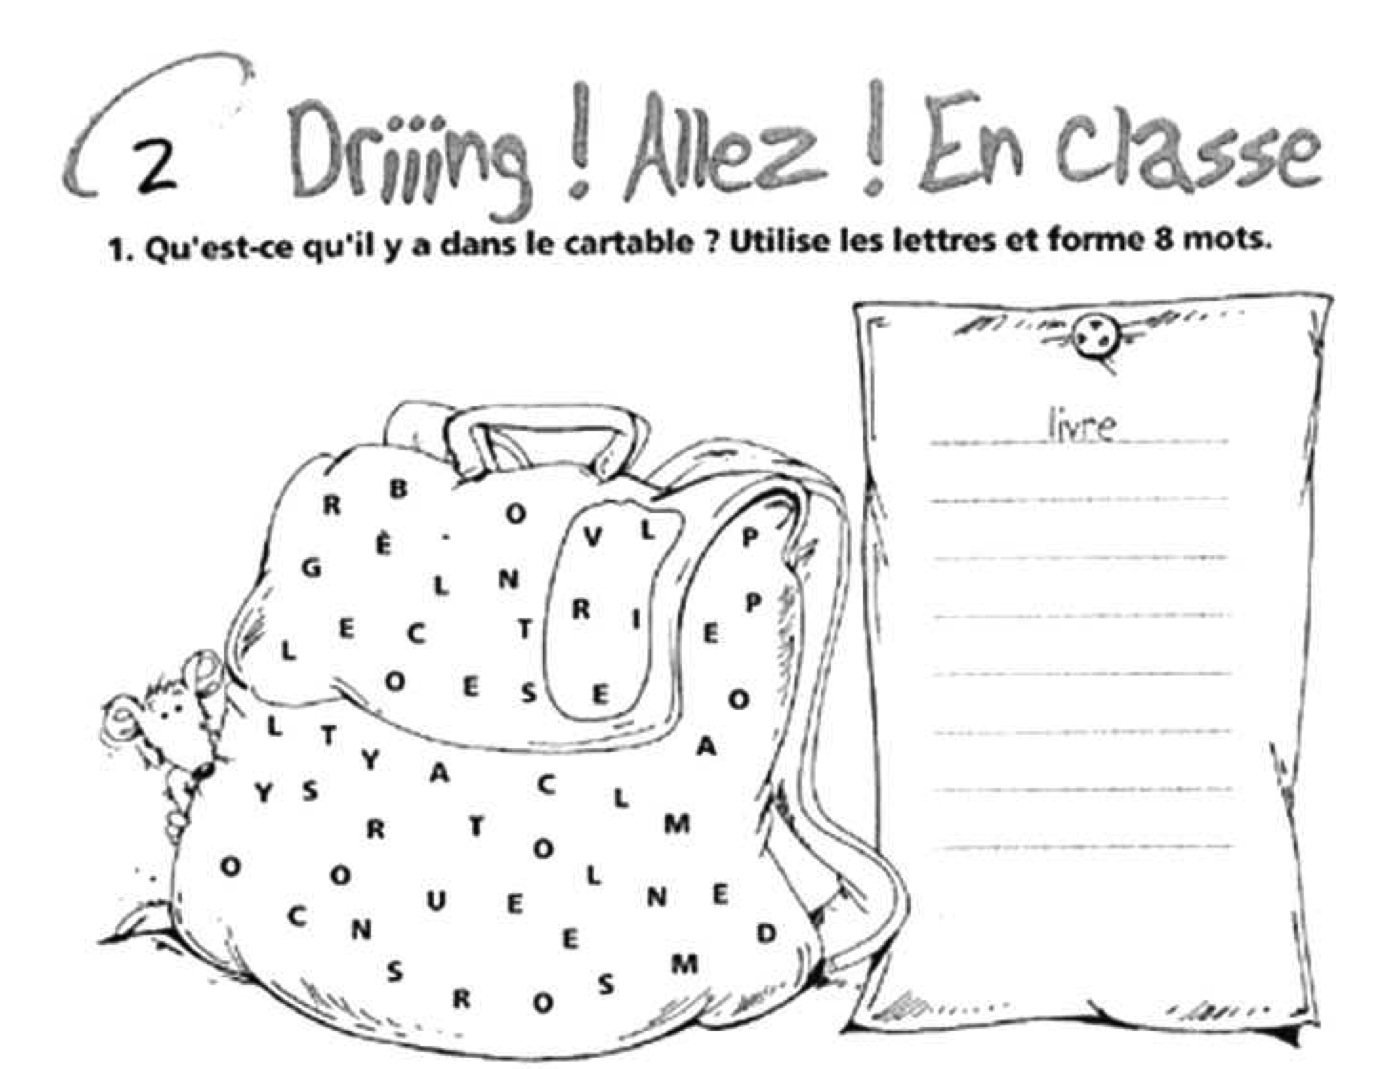 2 Driiing ! Allez ! En classe
1. Qu'est-ce qu'il y a dans le cartable ? Utilise les lettres et forme 8 mots.
livre
R B O V L P
G È L N R I P
L E C T E
O E S E O
L T Y A A
Y S R T C L M
O O U E O L N E
C N E D
S R O S M